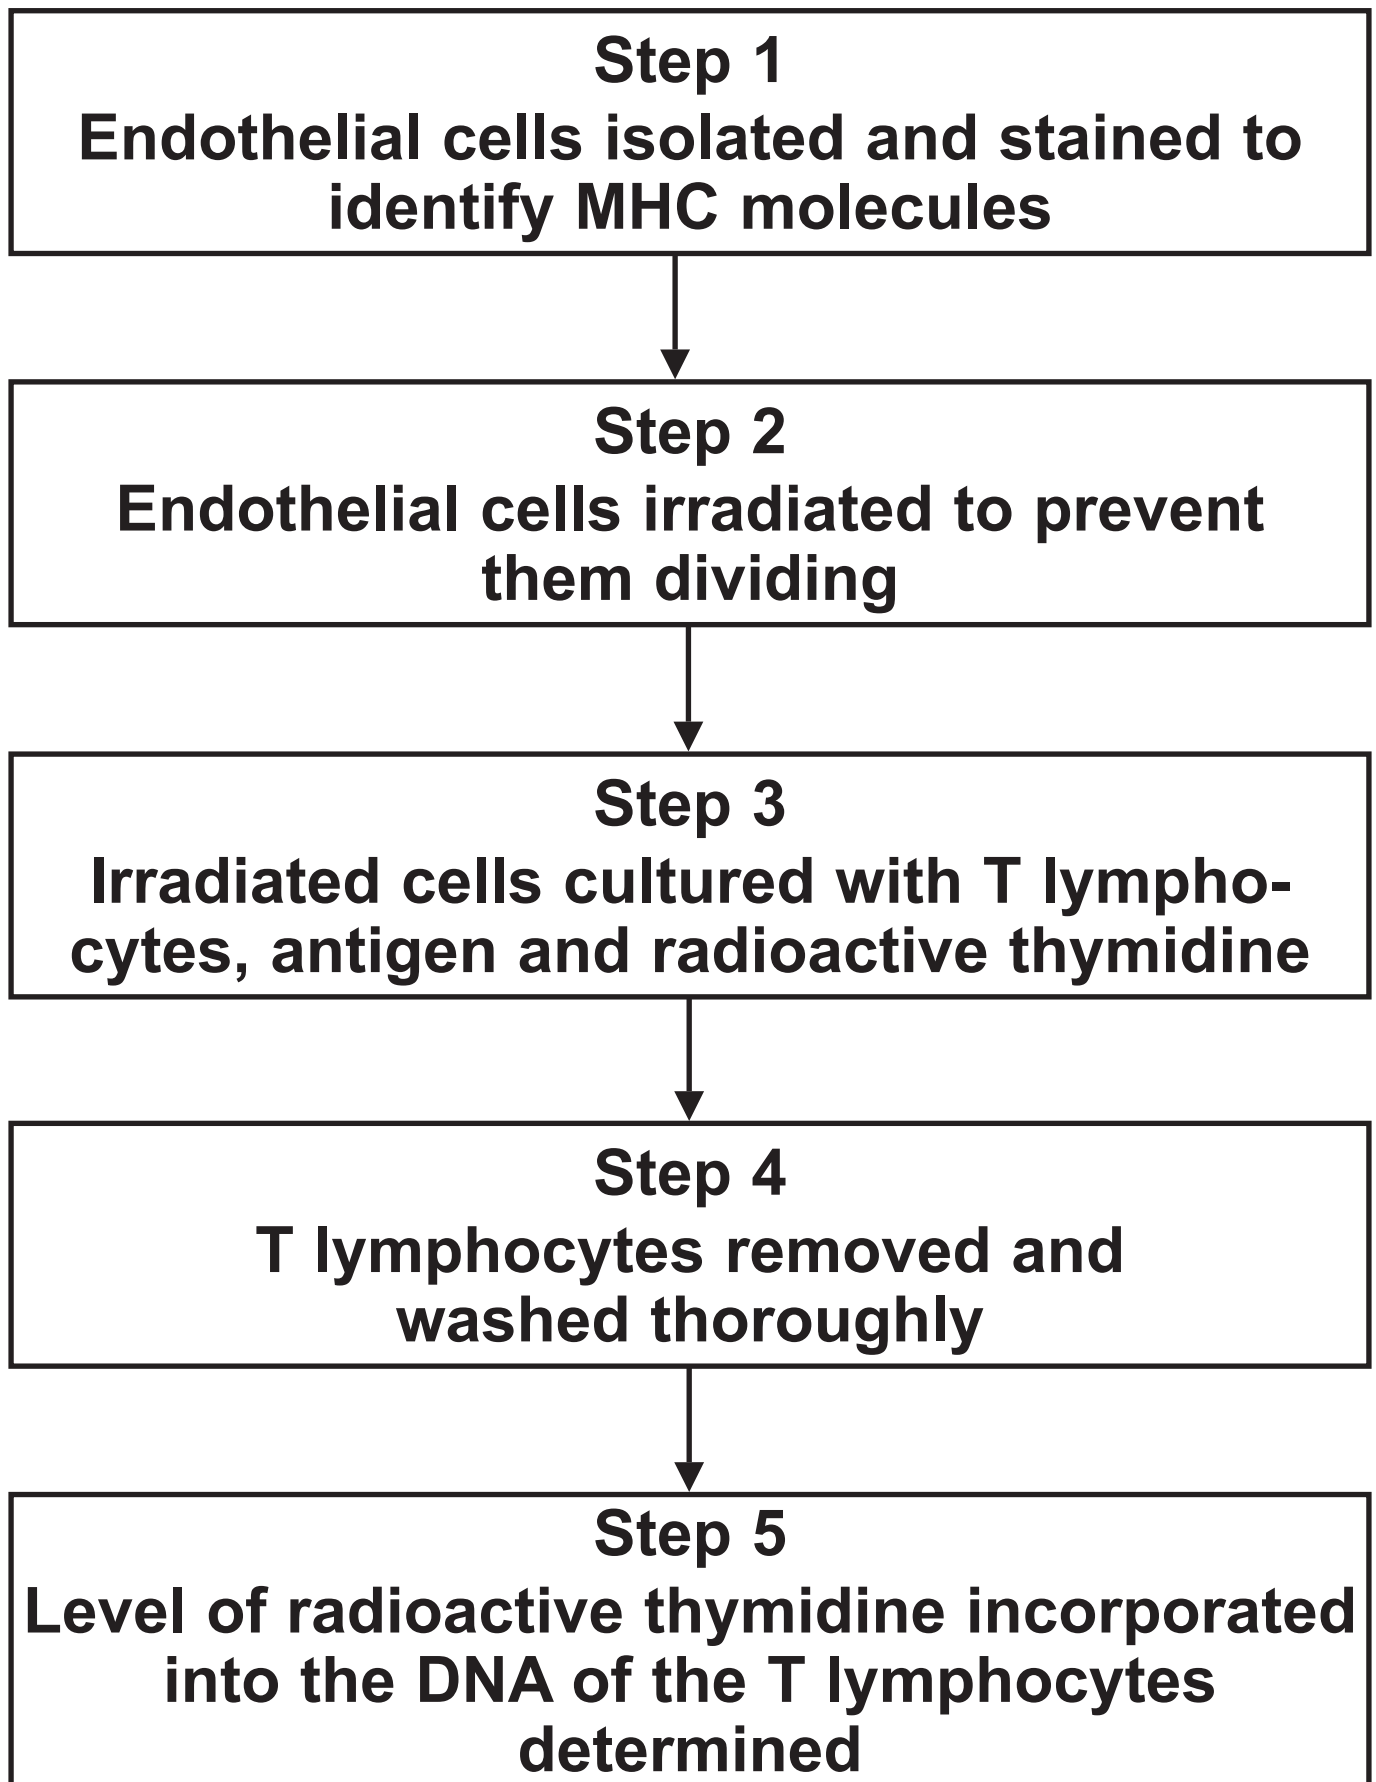 Step 1
Endothelial cells isolated and stained to
identify MHC molecules
Step 2
Endothelial cells irradiated to prevent
them dividing
Step 3
Irradiated cells cultured with T lympho-
cytes, antigen and radioactive thymidine
Step 4
T lymphocytes removed and
washed thoroughly
Step 5
Level of radioactive thymidine incorporated
into the DNA of the T lymphocytes
determined